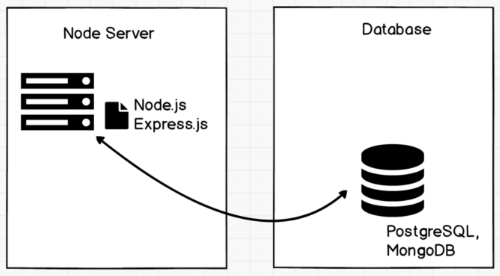 Node Server
Node.js
Express.js
Database
PostgreSQL,
MongoDB